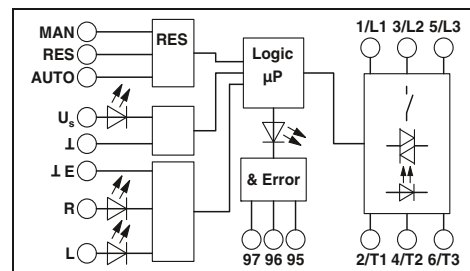 MAN
RES
AUTO
RES
Logic
µP
1/L1 3/L2 5/L3
Us
⊥
⊥ E
R
L
& Error
97 96 95
2/T1 4/T2 6/T3